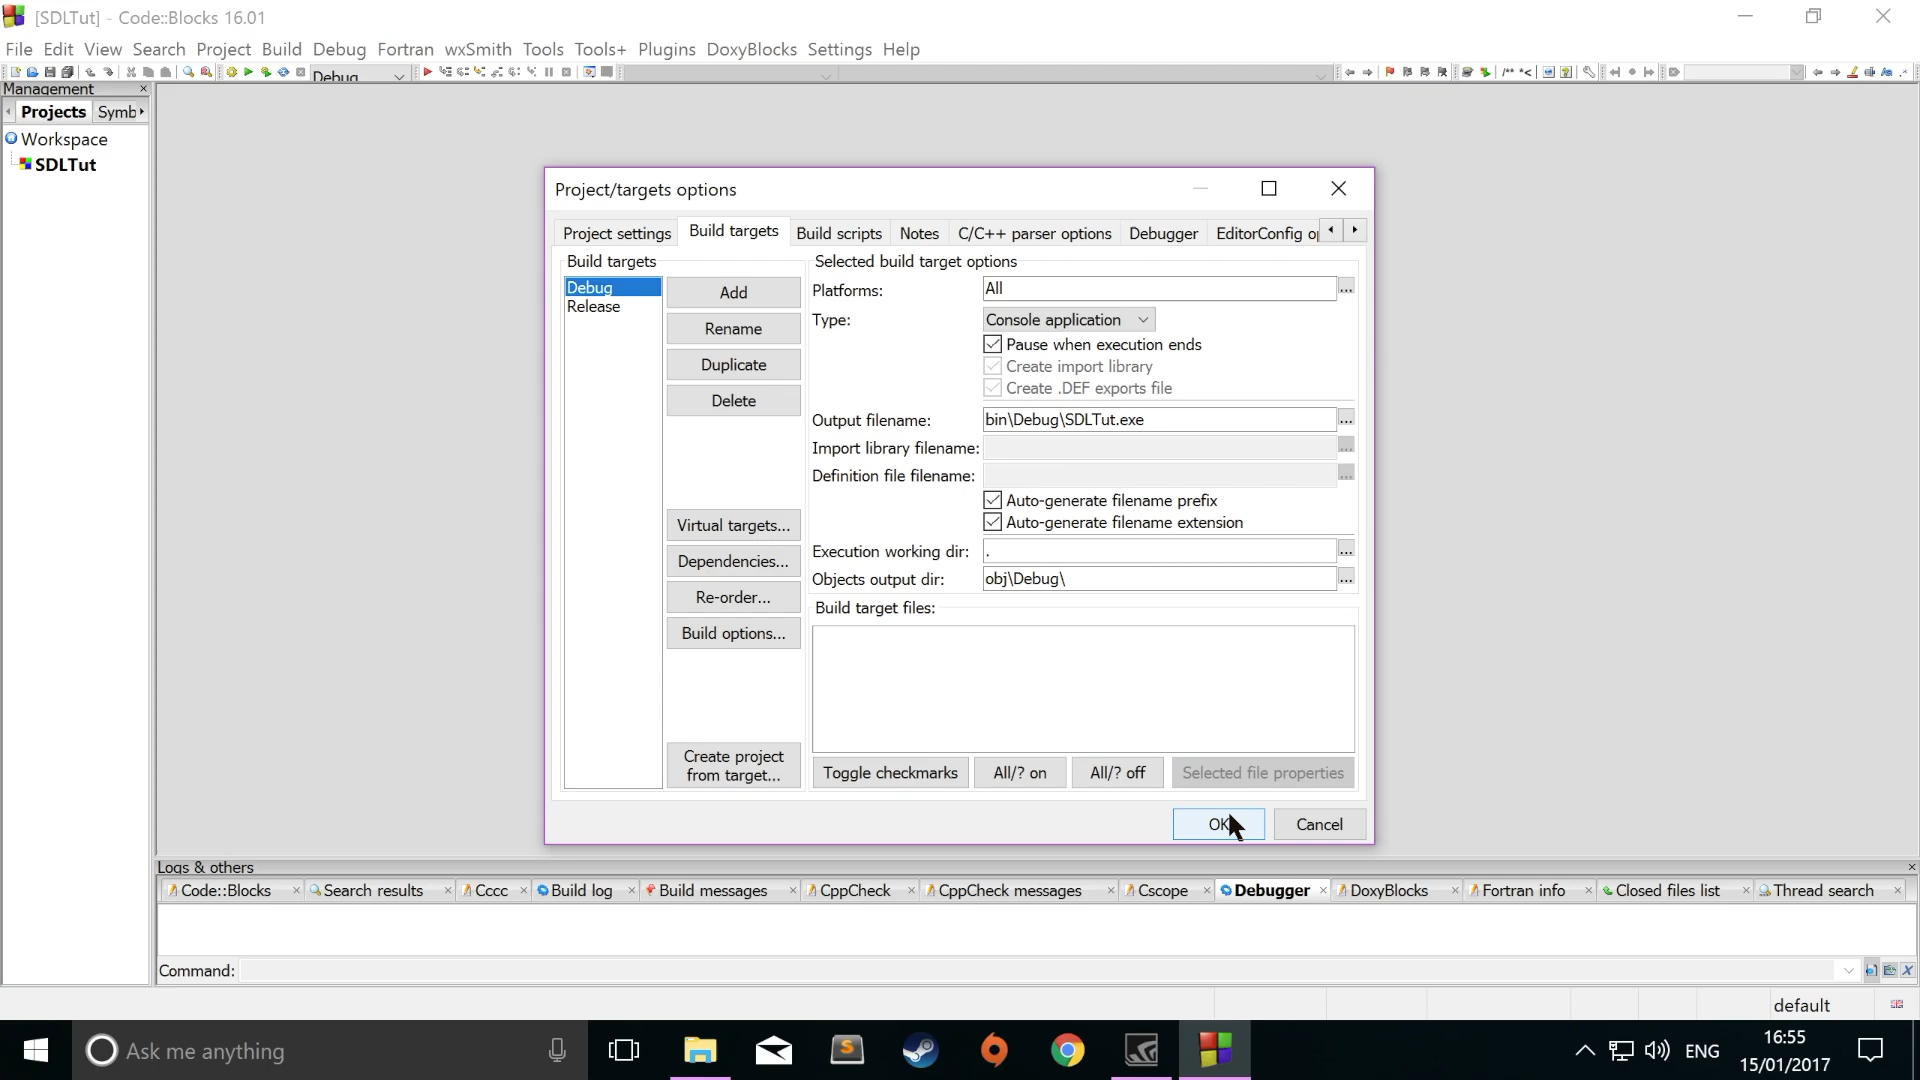 [SDLTut] - Code::Blocks 16.01
File Edit View Search Project Build Debug Fortran wxSmith Tools Tools+ Plugins DoxyBlocks Settings Help
Debug
Management
Projects Symb
Workspace
SDLTut
Project/targets options
Project settings Build targets Build scripts Notes C/C++ parser options Debugger EditorConfig o
Build targets
Debug
Release
Add
Rename
Duplicate
Delete
Virtual targets...
Dependencies...
Re-order...
Build options...
Create project
from target...
Selected build target options
Platforms: All ...
Type: Console application
Pause when execution ends
Create import library
Create .DEF exports file
Output filename: bin\Debug\SDLTut.exe ...
Import library filename: ...
Definition file filename: ...
Auto-generate filename prefix
Auto-generate filename extension
Execution working dir: . ...
Objects output dir: obj\Debug\ ...
Build target files:
Toggle checkmarks All/? on All/? off Selected file properties
OK Cancel
Logs & others
Code::Blocks Search results Cccc Build log Build messages CppCheck CppCheck messages Cscope Debugger DoxyBlocks Fortran info Closed files list Thread search
Command:
default
Ask me anything
ENG
16:55
15/01/2017